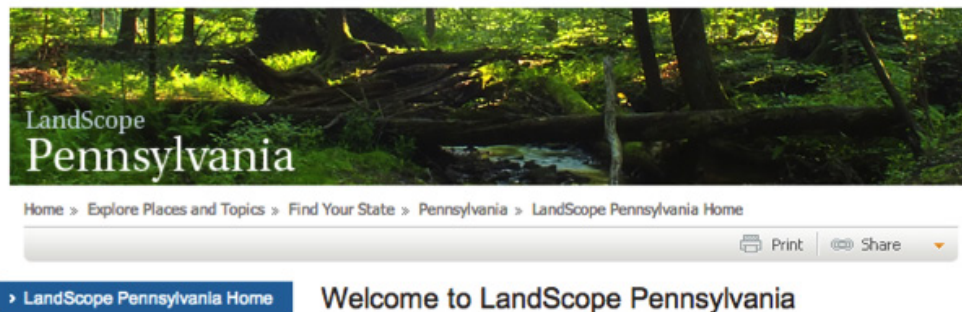 LandScope
Pennsylvania
Home » Explore Places and Topics » Find Your State » Pennsylvania » LandScope Pennsylvania Home
Print Share
› LandScope Pennsylvania Home
Welcome to LandScope Pennsylvania